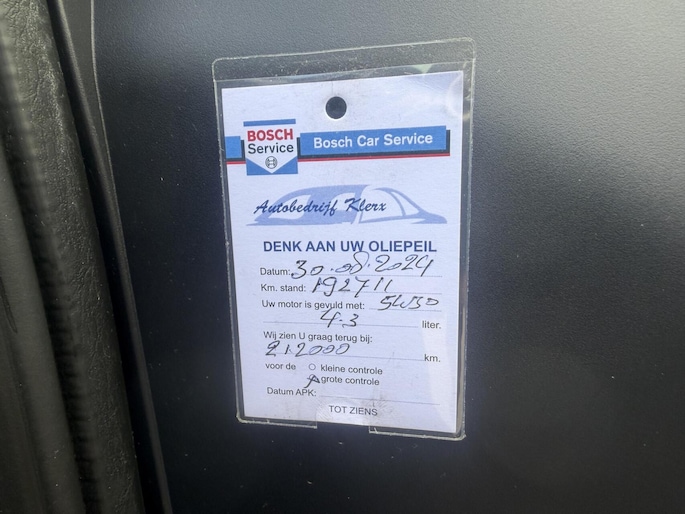 BOSCH
Service
Bosch Car Service
Autobedrijf Klerx
DENK AAN UW OLIEPEIL
Datum: 30.08.2024
Km. stand: 192711
Uw motor is gevuld met: 5W30
4.3 liter.
Wij zien U graag terug bij:
212000 km.
voor de kleine controle
grote controle
Datum APK:
TOT ZIENS